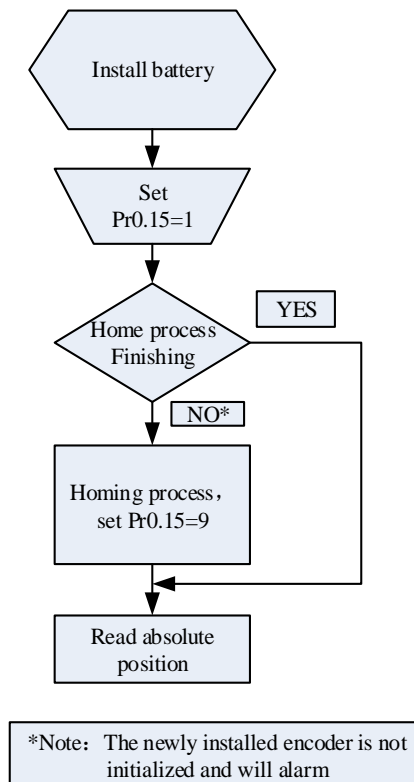 Install battery
Set
Pr0.15=1
Home process
Finishing
YES
NO*
Homing process，
set Pr0.15=9
Read absolute
position
*Note：The newly installed encoder is not
initialized and will alarm